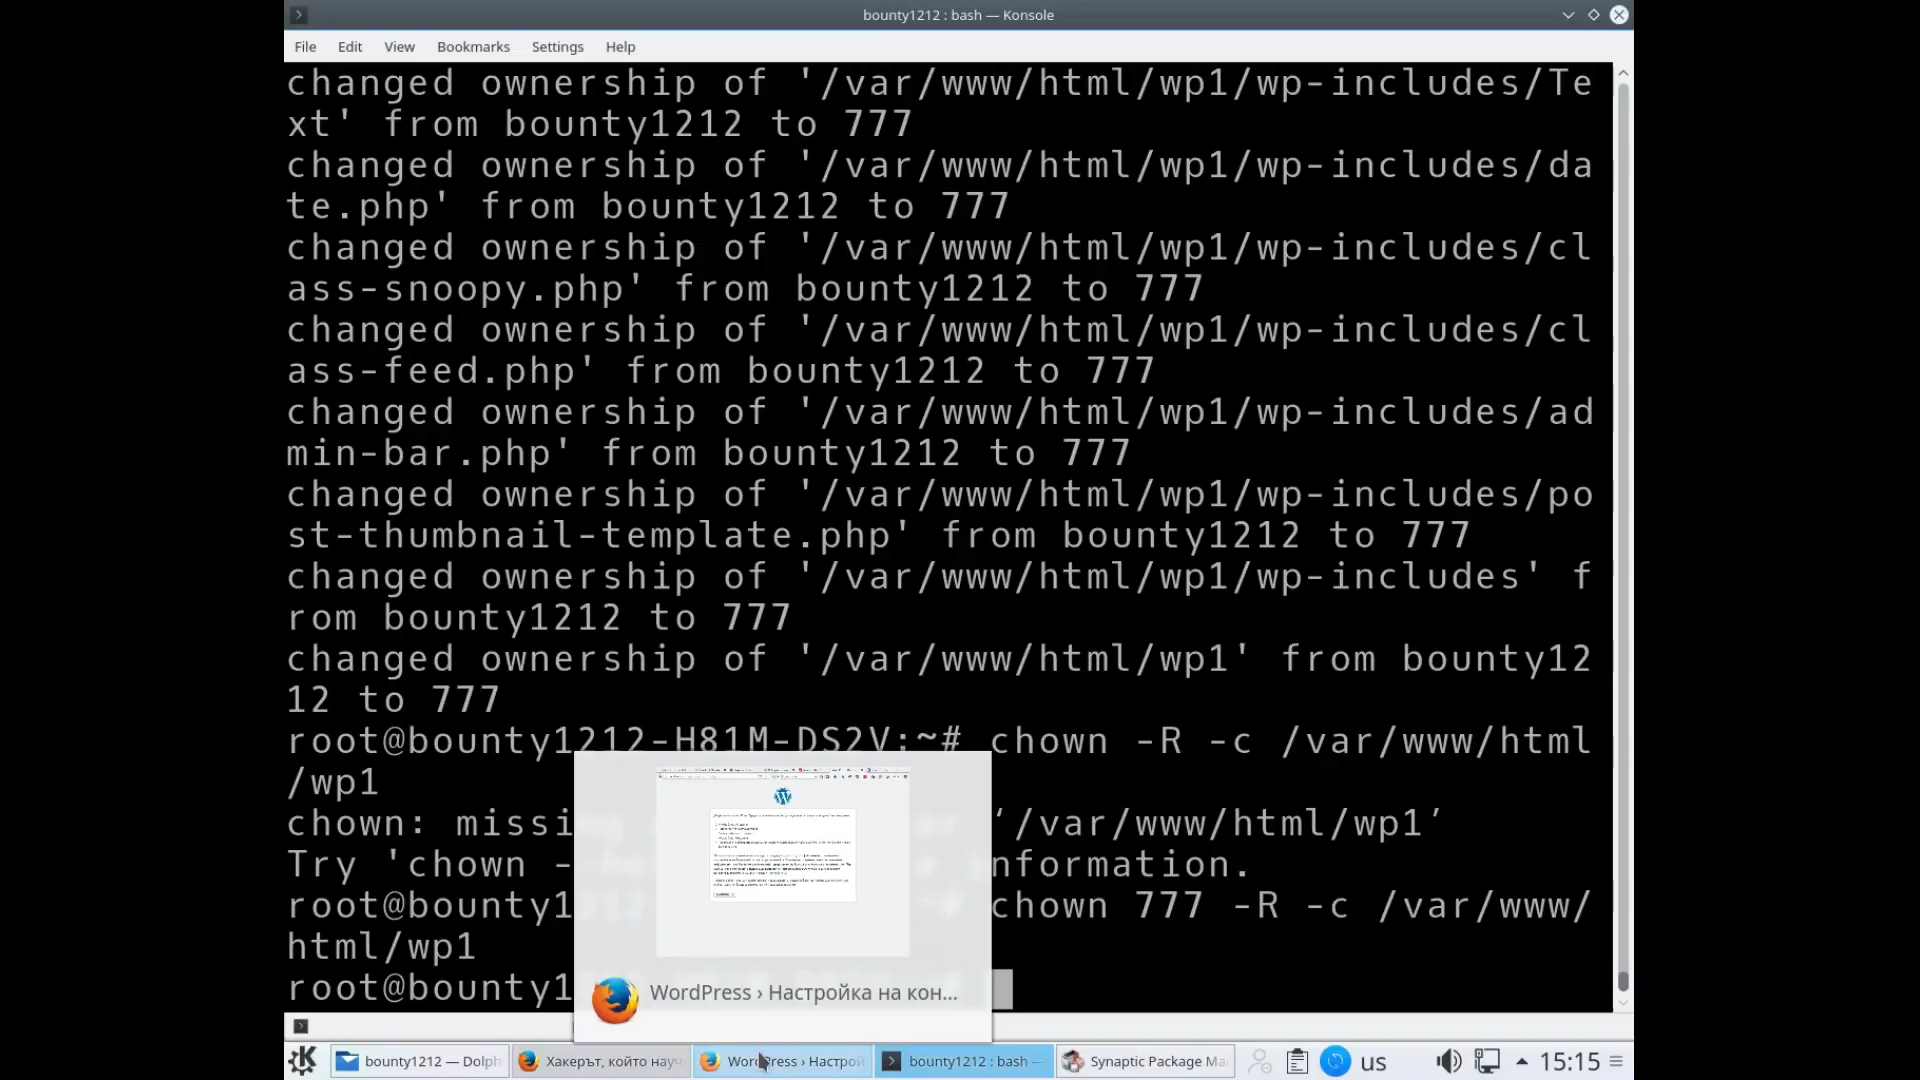 bounty1212 : bash — Konsole
File Edit View Bookmarks Settings Help
changed ownership of '/var/www/html/wp1/wp-includes/Te
xt' from bounty1212 to 777
changed ownership of '/var/www/html/wp1/wp-includes/da
te.php' from bounty1212 to 777
changed ownership of '/var/www/html/wp1/wp-includes/cl
ass-snoopy.php' from bounty1212 to 777
changed ownership of '/var/www/html/wp1/wp-includes/cl
ass-feed.php' from bounty1212 to 777
changed ownership of '/var/www/html/wp1/wp-includes/ad
min-bar.php' from bounty1212 to 777
changed ownership of '/var/www/html/wp1/wp-includes/po
st-thumbnail-template.php' from bounty1212 to 777
changed ownership of '/var/www/html/wp1/wp-includes' f
rom bounty1212 to 777
changed ownership of '/var/www/html/wp1' from bounty12
12 to 777
root@bounty1212-H81M-DS2V:~# chown -R -c /var/www/html
/wp1
chown: missi ‘/var/www/html/wp1’
Try 'chown - information.
root@bounty1 chown 777 -R -c /var/www/
html/wp1
root@bounty1
WordPress › Настройка на кон...
bounty1212 — Dolph
Хакерът, който науч
WordPress › Настрой
bounty1212 : bash —
Synaptic Package Ma
us
15:15